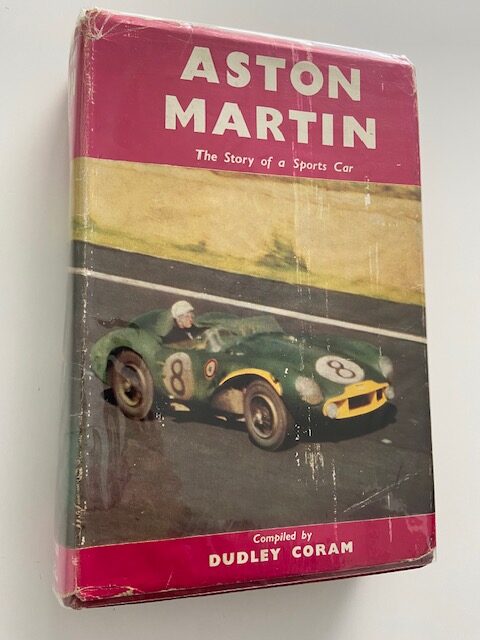 ASTON
MARTIN
The Story of a Sports Car
8
8
Compiled by
DUDLEY CORAM